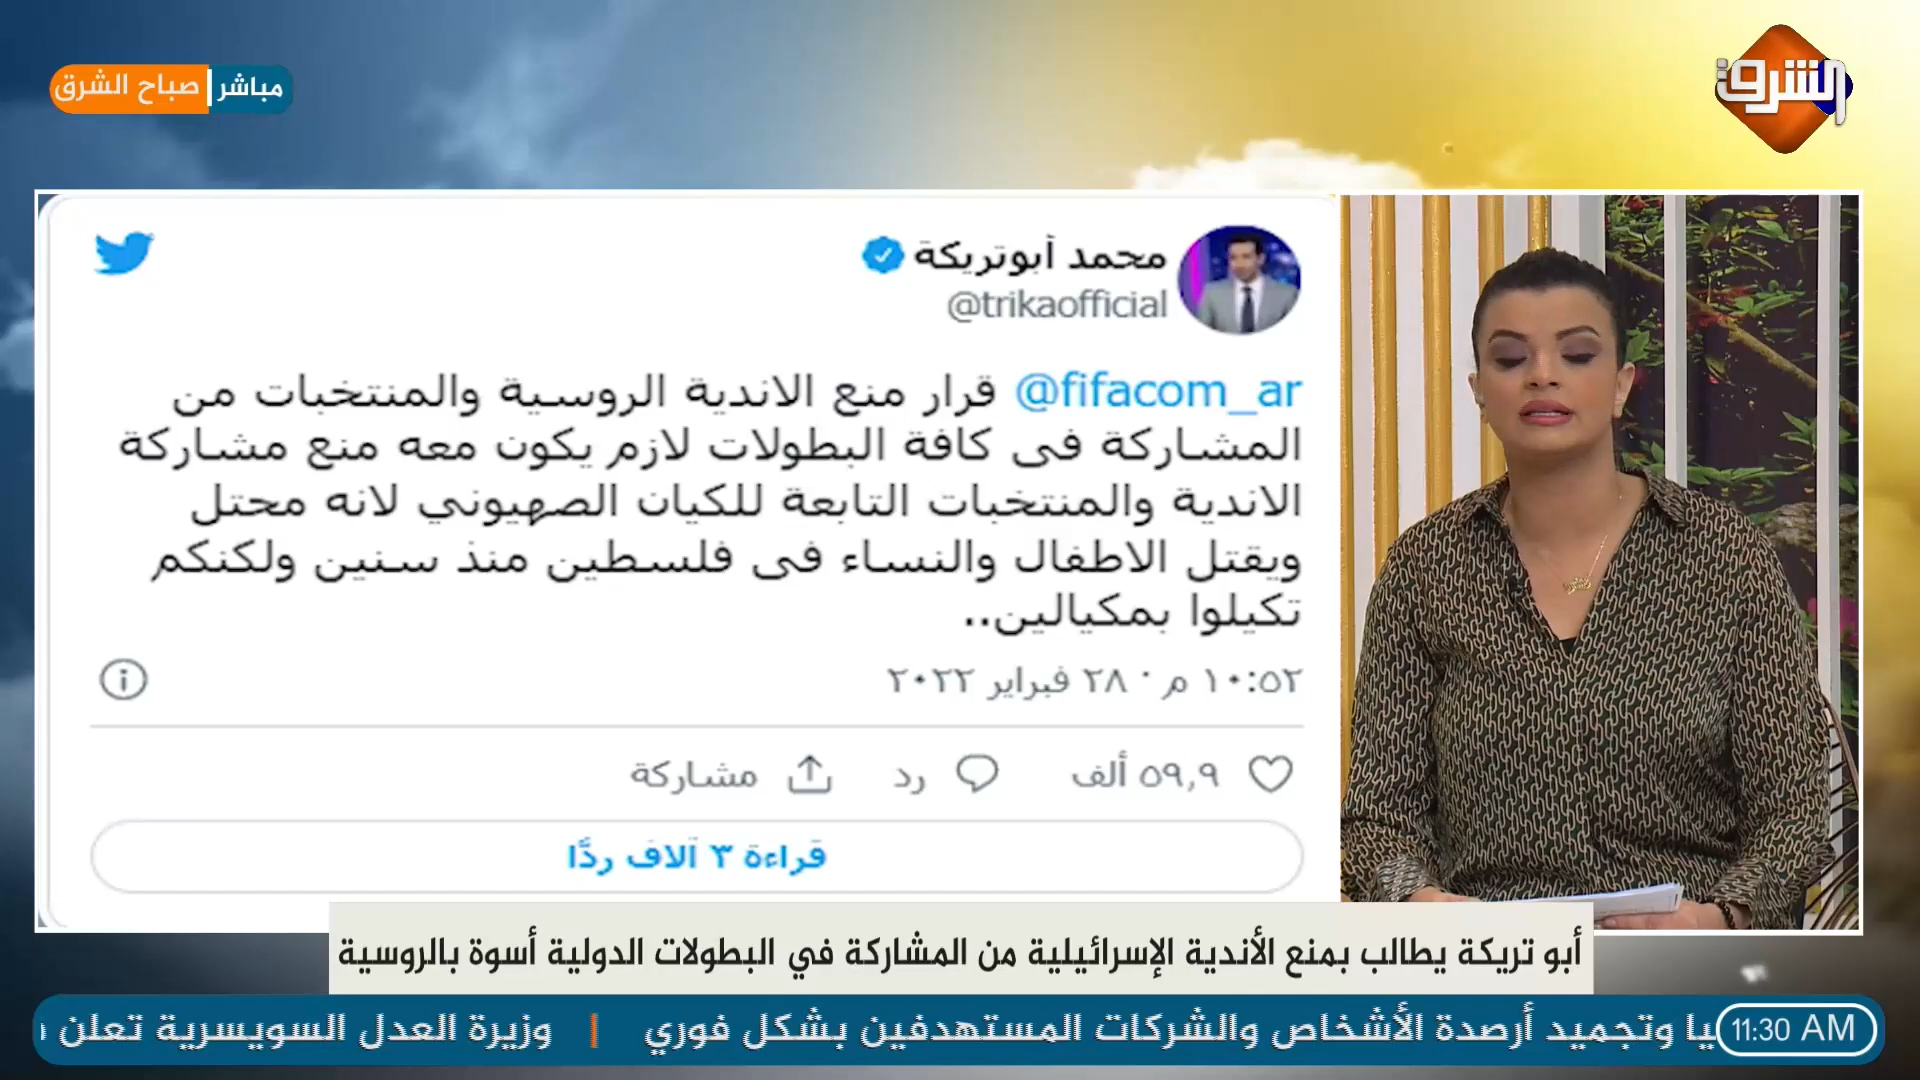 مباشر
صباح الشرق
الشرق
محمد أبوتريكة
@trikaofficial
@fifacom_ar قرار منع الاندية الروسية والمنتخبات من
المشاركة فى كافة البطولات لازم يكون معه منع مشاركة
الاندية والمنتخبات التابعة للكيان الصهيوني لانه محتل
ويقتل الاطفال والنساء فى فلسطين منذ سنين ولكنكم
تكيلوا بمكيالين..
١٠:٥٢ م · ٢٨ فبراير ٢٠٢٢
٥٩٫٩ ألف
رد
مشاركة
قراءة ٣ آلاف ردًّا
أبو تريكة يطالب بمنع الأندية الإسرائيلية من المشاركة في البطولات الدولية أسوة بالروسية
11:30 AM
يا وتجميد أرصدة الأشخاص والشركات المستهدفين بشكل فوري | وزيرة العدل السويسرية تعلن